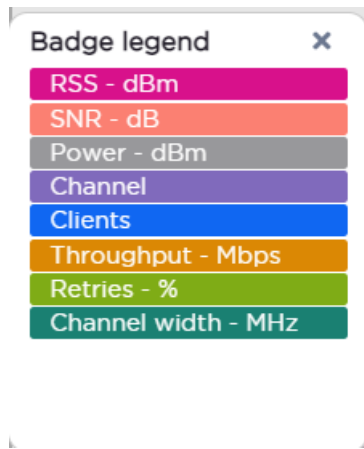 Badge legend
RSS - dBm
SNR - dB
Power - dBm
Channel
Clients
Throughput - Mbps
Retries - %
Channel width - MHz